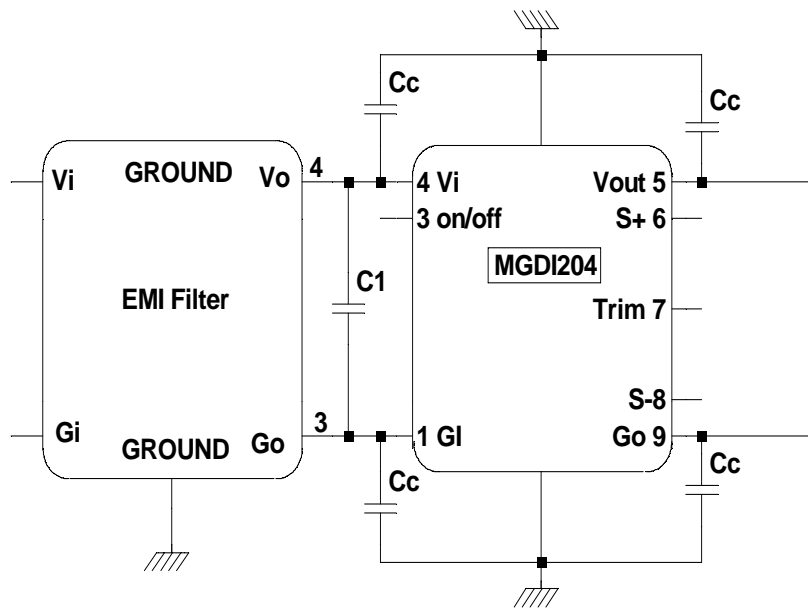 Cc
Cc
GROUND
Vi
Vo
4
4 Vi
Vout 5
3 on/off
S+ 6
MGDI204
C1
EMI Filter
Trim 7
S-8
3
Gi
GROUND
Go
1 GI
Go 9
Cc
Cc